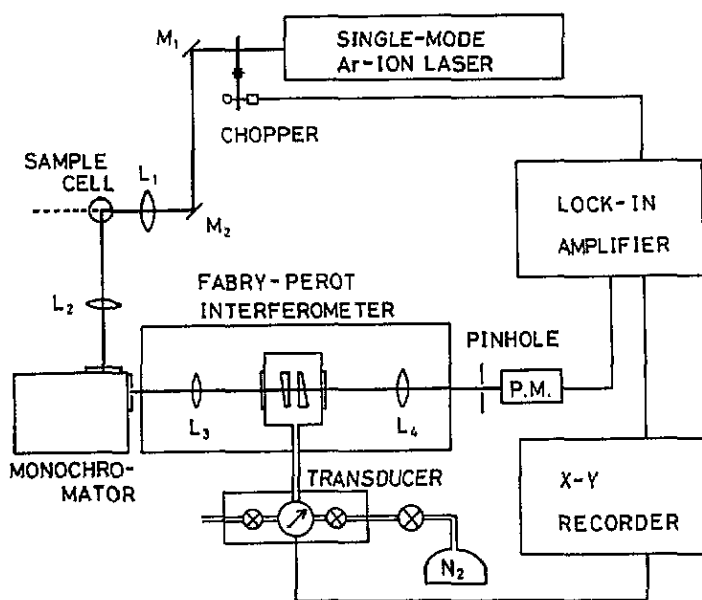 M₁
SINGLE-MODE
Ar-ION LASER
CHOPPER
SAMPLE
CELL
L₁
M₂
LOCK-IN
AMPLIFIER
L₂
FABRY-PEROT
INTERFEROMETER
PINHOLE
P.M.
L₃
L₄
MONOCHRO-
MATOR
TRANSDUCER
X-Y
RECORDER
N₂